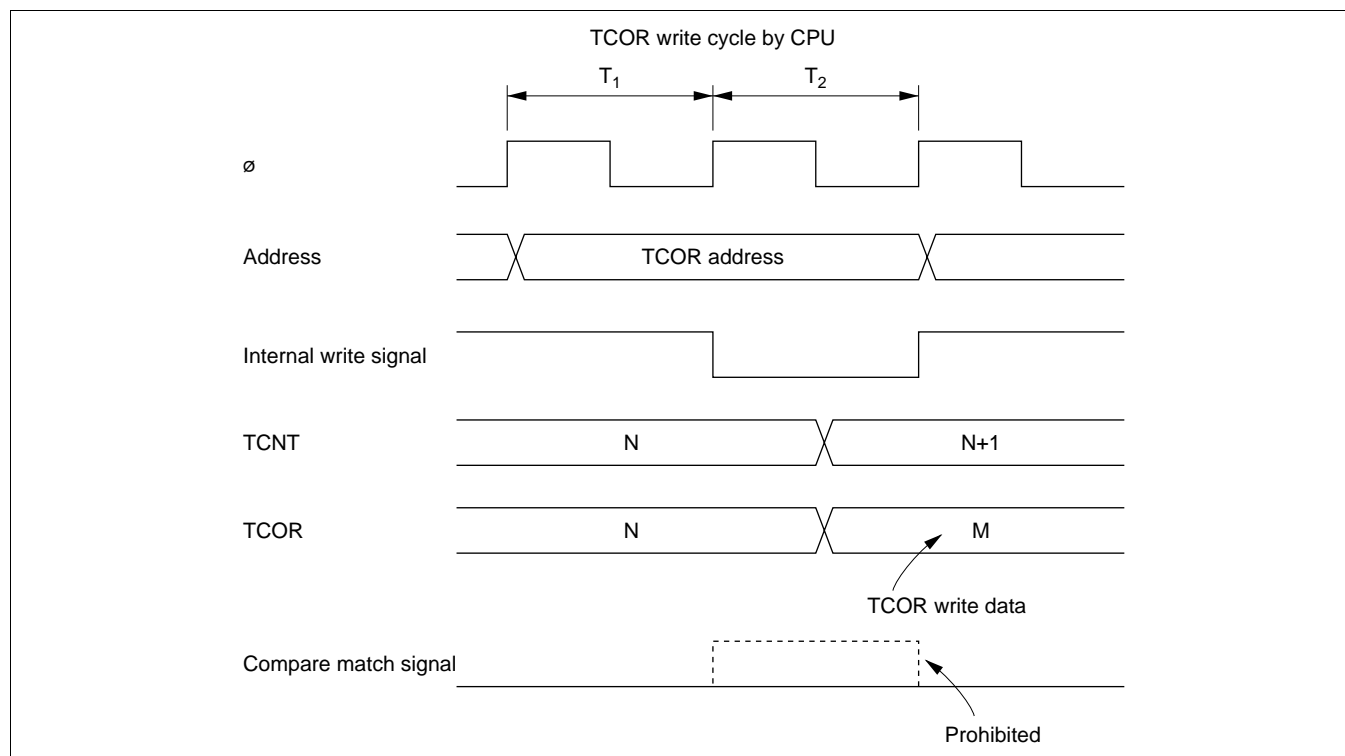 TCOR write cycle by CPU
T1 T2
ø
Address TCOR address
Internal write signal
TCNT N N+1
TCOR N M
TCOR write data
Compare match signal
Prohibited